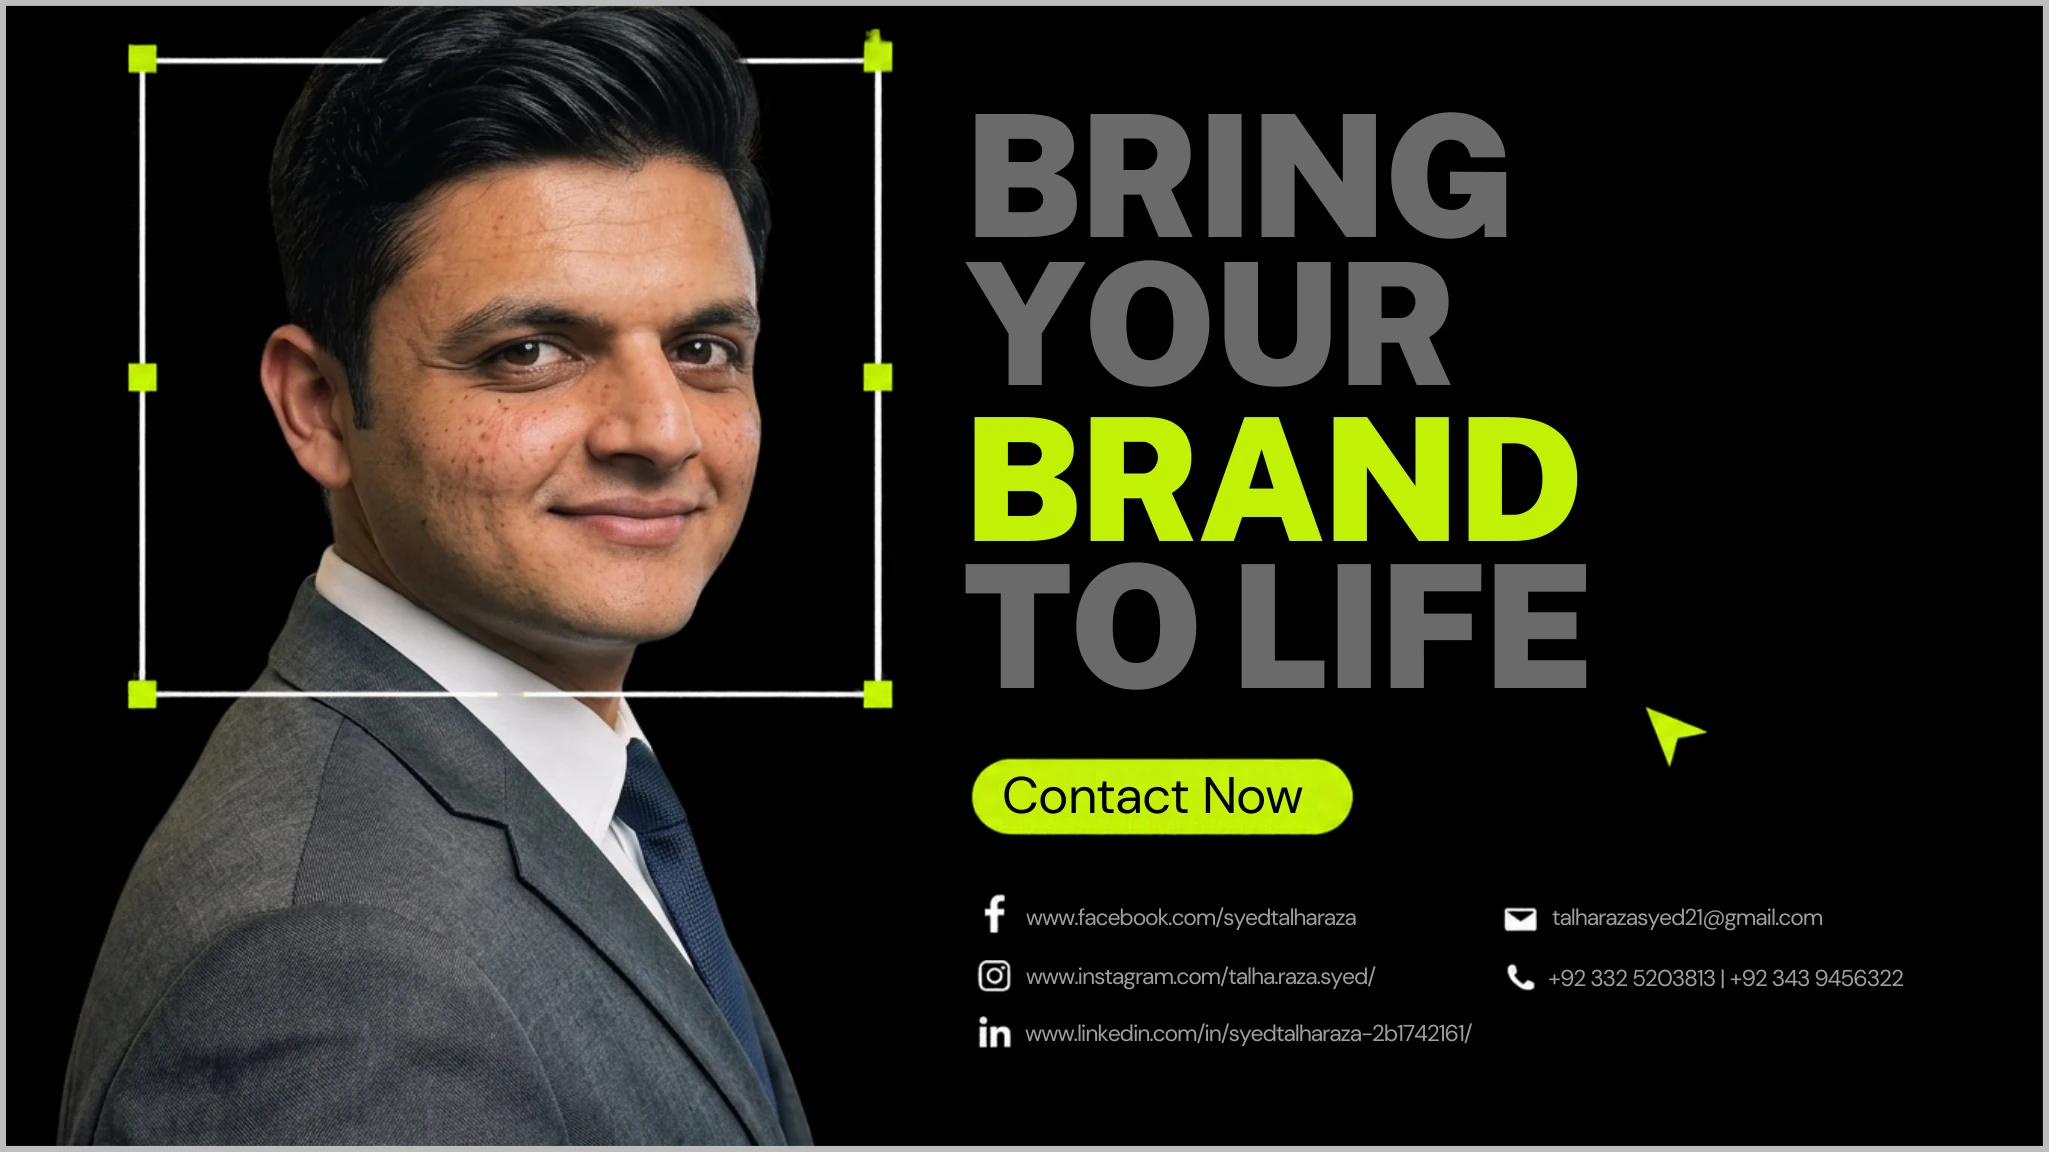 BRING
YOUR
BRAND
TO LIFE
Contact Now
www.facebook.com/syedtalharaza
www.instagram.com/talha.raza.syed/
www.linkedin.com/in/syedtalharaza-2b1742161/
talharazasyed21@gmail.com
+92 332 5203813 | +92 343 9456322